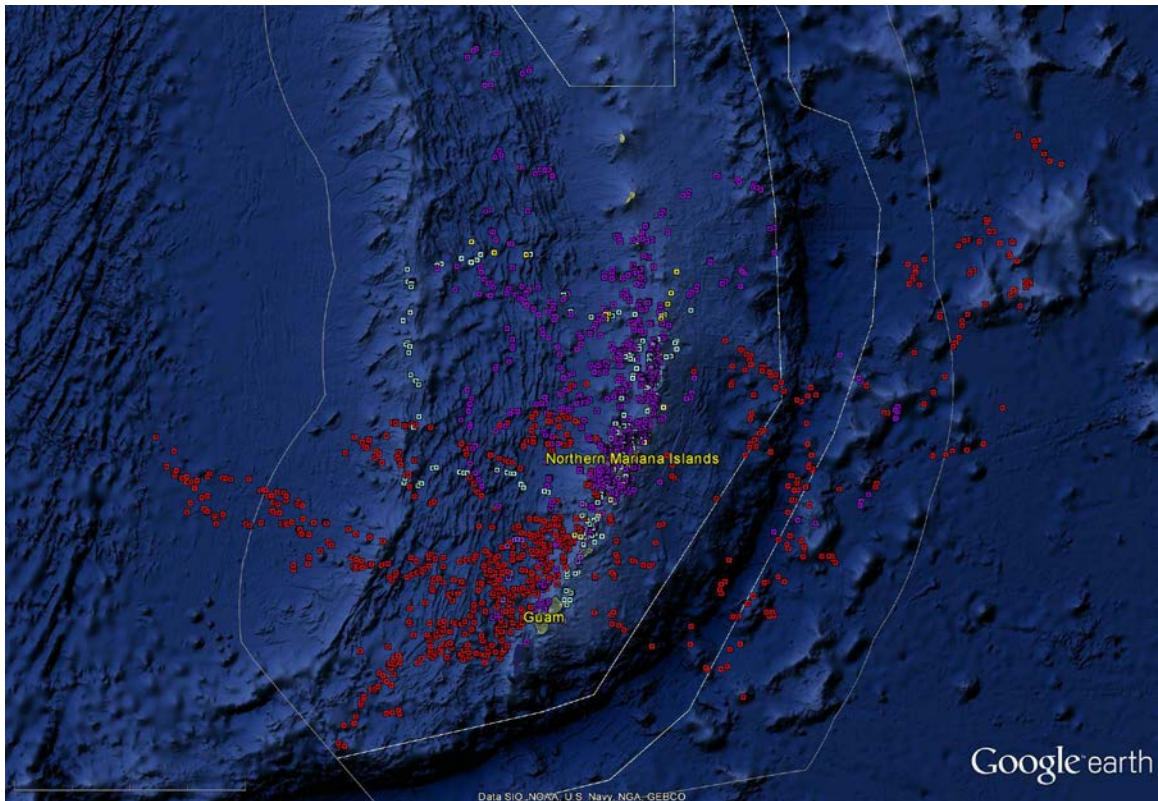 Northern Mariana Islands
Guam
Google earth
Data SIO, NOAA, U.S. Navy, NGA, GEBCO